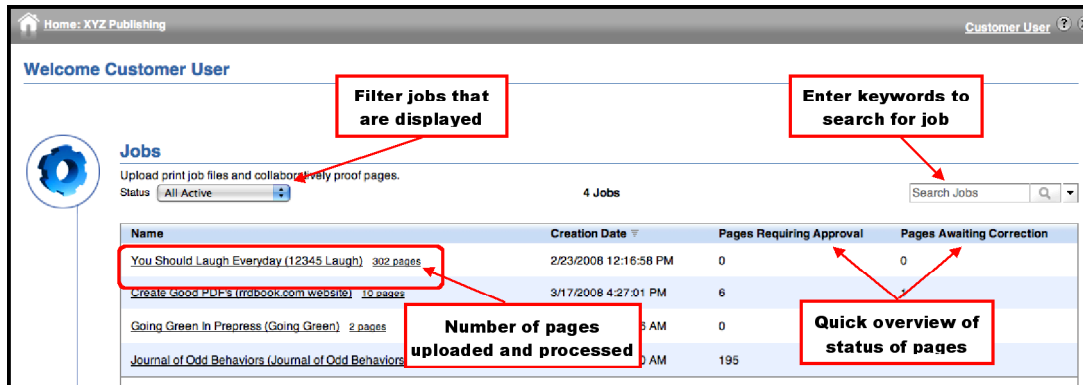 Home: XYZ Publishing
Customer User ?
Welcome Customer User
Filter jobs that
are displayed
Enter keywords to
search for job
Jobs
Upload print job files and collaboratively proof pages.
Status All Active
4 Jobs
Search Jobs
Name Creation Date Pages Requiring Approval Pages Awaiting Correction
You Should Laugh Everyday (12345 Laugh) 302 pages 2/23/2008 12:16:58 PM 0 0
Create Good PDF's (rrdbook.com website) 10 pages 3/17/2008 4:27:01 PM 6
Going Green In Prepress (Going Green) 2 pages AM 0
Journal of Odd Behaviors (Journal of Odd Behaviors AM 195
Number of pages
uploaded and processed
Quick overview of
status of pages